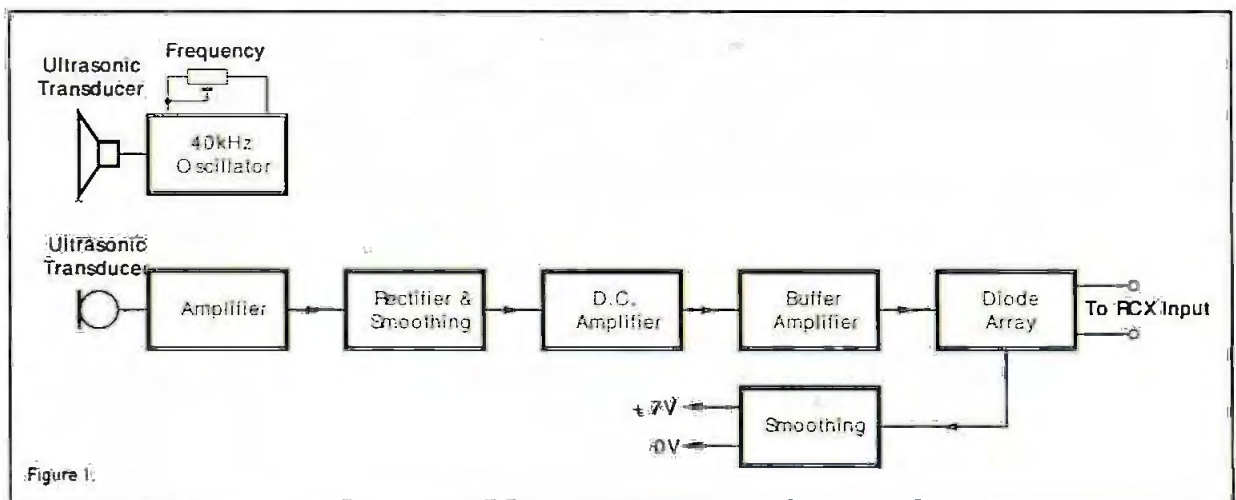 Frequency
Ultrasonic
Transducer
40kHz
Oscillator
Ultrasonic
Transducer
Amplifier
Rectifier &
Smoothing
D.C.
Amplifier
Buffer
Amplifier
Diode
Array
To RCX Input
+7V
0V
Smoothing
Figure 1.